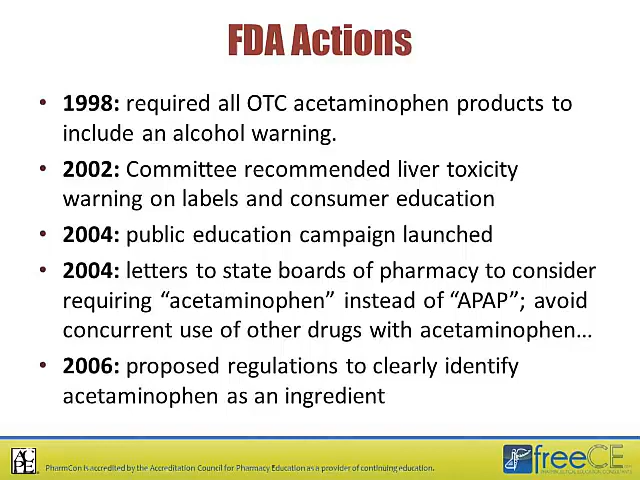 FDA Actions
• 1998: required all OTC acetaminophen products to
include an alcohol warning.
• 2002: Committee recommended liver toxicity
warning on labels and consumer education
• 2004: public education campaign launched
• 2004: letters to state boards of pharmacy to consider
requiring “acetaminophen” instead of “APAP”; avoid
concurrent use of other drugs with acetaminophen…
• 2006: proposed regulations to clearly identify
acetaminophen as an ingredient
ACPE
PharmCon is accredited by the Accreditation Council for Pharmacy Education as a provider of continuing education.
freeCE